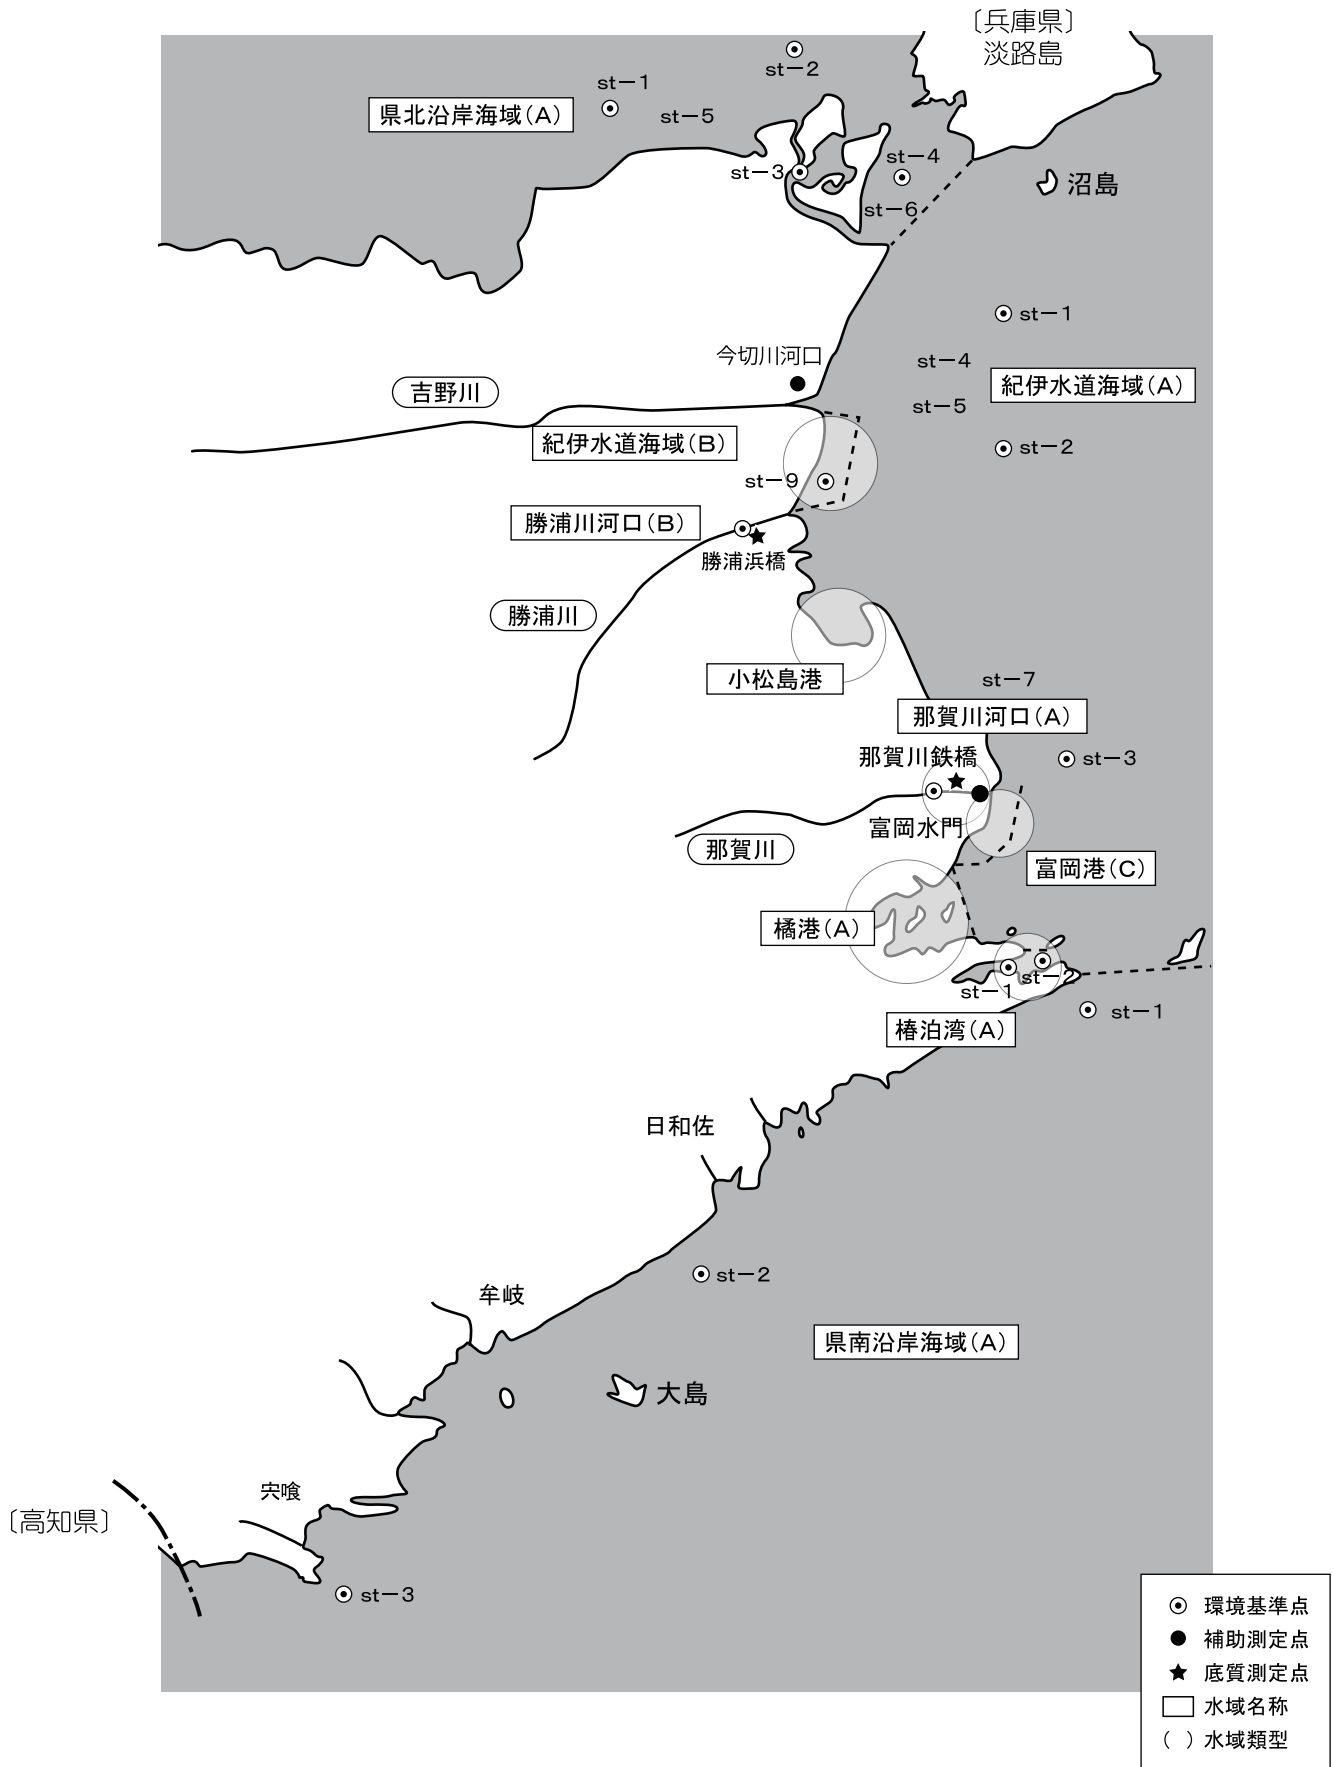 〔兵庫県〕
淡路島
st－2
st－1
県北沿岸海域(A)
st－5
st－3
st－4
沼島
st－6
st－1
今切川河口
st－4
紀伊水道海域(A)
吉野川
st－5
紀伊水道海域(B)
st－2
st－9
勝浦川河口(B)
勝浦浜橋
勝浦川
小松島港
st－7
那賀川河口(A)
那賀川鉄橋
st－3
富岡水門
那賀川
富岡港(C)
橘港(A)
st－2
st－1
st－1
椿泊湾(A)
日和佐
st－2
牟岐
県南沿岸海域(A)
大島
宍喰
〔高知県〕
st－3
環境基準点
補助測定点
底質測定点
水域名称
( ) 水域類型